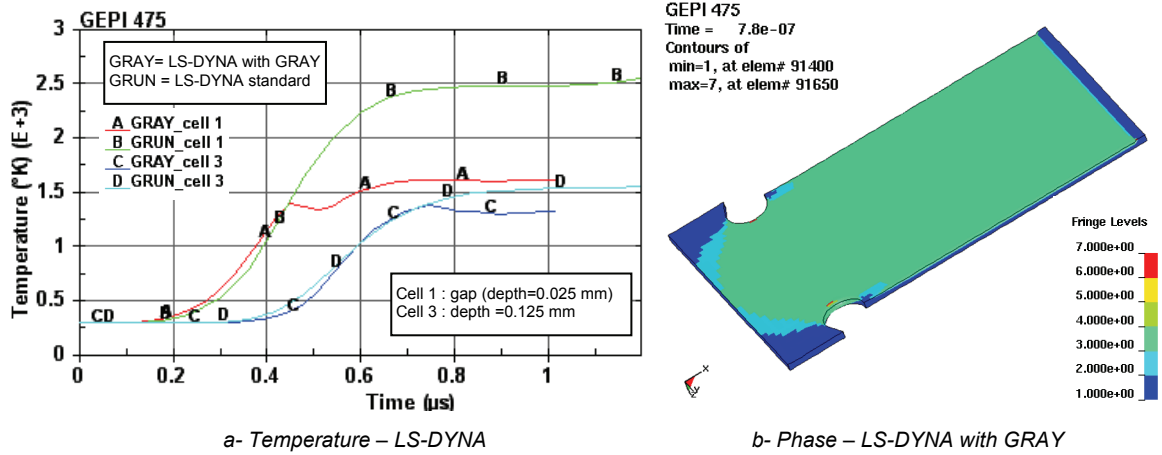 GEPI 475
3
2.5
2
1.5
1
0.5
0
Temperature (°K) (E+3)
GRAY= LS-DYNA with GRAY
GRUN = LS-DYNA standard
A GRAY_cell 1
B GRUN_cell 1
C GRAY_cell 3
D GRUN_cell 3
Cell 1 : gap (depth=0.025 mm)
Cell 3 : depth =0.125 mm
0 0.2 0.4 0.6 0.8 1
Time (µs)
a- Temperature – LS-DYNA
GEPI 475
Time = 7.8e-07
Contours of
min=1, at elem# 91400
max=7, at elem# 91650
Fringe Levels
7.000e+00
6.000e+00
5.000e+00
4.000e+00
3.000e+00
2.000e+00
1.000e+00
X
Y
Z
b- Phase – LS-DYNA with GRAY